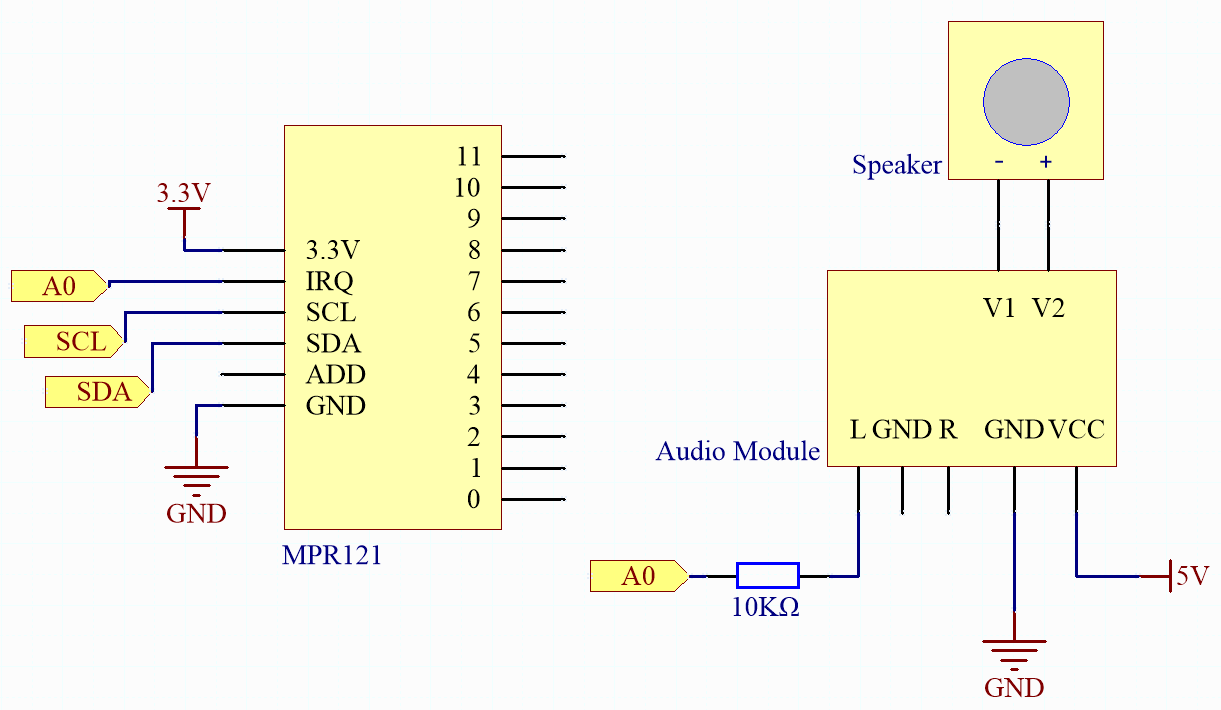 3.3V
A0
SCL
SDA
GND
3.3V
IRQ
SCL
SDA
ADD
GND
11
10
9
8
7
6
5
4
3
2
1
0
MPR121
Speaker
- +
V1 V2
L GND R GND VCC
Audio Module
A0
10KΩ
5V
GND